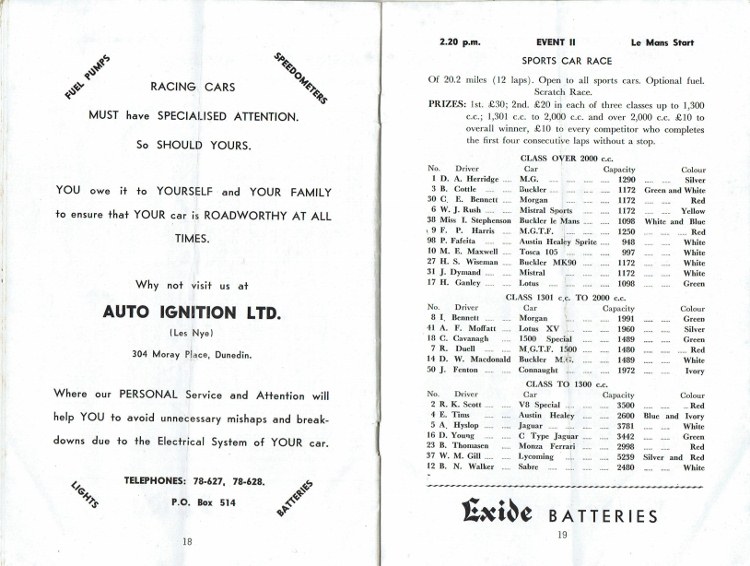 FUEL PUMPS
SPEEDOMETERS
RACING CARS
MUST have SPECIALISED ATTENTION.
So SHOULD YOURS.
YOU owe it to YOURSELF and YOUR FAMILY
to ensure that YOUR car is ROADWORTHY AT ALL
TIMES.
Why not visit us at
AUTO IGNITION LTD.
(Les Nye)
304 Moray Place, Dunedin.
Where our PERSONAL Service and Attention will
help YOU to avoid unnecessary mishaps and break-
downs due to the Electrical System of YOUR car.
LIGHTS
TELEPHONES: 78-627, 78-628.
P.O. Box 514
BATTERIES
18
2.20 p.m. EVENT II Le Mans Start
SPORTS CAR RACE
Of 20.2 miles (12 laps). Open to all sports cars. Optional fuel.
Scratch Race.
PRIZES: 1st. £30; 2nd. £20 in each of three classes up to 1,300
c.c.; 1,301 c.c. to 2,000 c.c. and over 2,000 c.c. £10 to
overall winner, £10 to every competitor who completes
the first four consecutive laps without a stop.
CLASS OVER 2000 c.c.
No. Driver Car Capacity Colour
1 D. A. Herridge .... M.G. .... .... .... .... 1290 .... .... Silver
3 B. Cottle .... .... Buckler .... .... .... .... 1172 Green and White
30 C. E. Bennett .... Morgan .... .... .... 1172 .... .... Red
6 W. J. Rush .... .... Mistral Sports .... .... 1172 .... .... Yellow
38 Miss I. Stephenson Buckler le Mans .... .... 1098 White and Blue
9 F. P. Harris .... M.G.T.F. .... .... .... 1250 .... .... Red
98 P. Fafeita .... Austin Healey Sprite .... 948 .... .... White
10 M. E. Maxwell .... Tosca 105 .... .... .... 997 .... .... White
27 H. S. Wiseman .... Buckler MK90 .... .... 1172 .... .... White
31 J. Dymand .... .... Mistral .... .... .... 1172 .... .... White
17 H. Ganley .... .... Lotus .... .... .... .... 1098 .... .... Green
CLASS 1301 c.c. TO 2000 c.c.
No. Driver Car Capacity Colour
8 I. Bennett .... .... Morgan .... .... .... 1991 .... .... Green
41 A. F. Moffatt .... Lotus XV .... .... .... 1960 .... .... Silver
18 C. Cavanagh .... 1500 Special .... .... 1489 .... .... Green
7 R. Duell .... .... M.G.T.F. 1500 .... .... 1480 .... .... Red
14 D. W. Macdonald Buckler M.G. .... .... 1489 .... .... White
50 J. Fenton .... .... Connaught .... .... .... 1972 .... .... Ivory
CLASS TO 1300 c.c.
No. Driver Car Capacity Colour
2 R. K. Scott .... .... V8 Special .... .... .... 3500 .... .... Red
4 E. Tims .... .... Austin Healey .... .... 2600 Blue and Ivory
5 A. Hyslop .... .... Jaguar .... .... .... .... 3781 .... .... White
16 D. Young .... .... C Type Jaguar .... .... 3442 .... .... Green
23 B. Thomasen .... Monza Ferrari .... .... 2998 .... .... Red
37 W. M. Gill .... .... Lycoming .... .... .... 5239 Silver and Red
12 B. N. Walker .... Sabre .... .... .... .... 2480 .... .... White
Exide BATTERIES
19